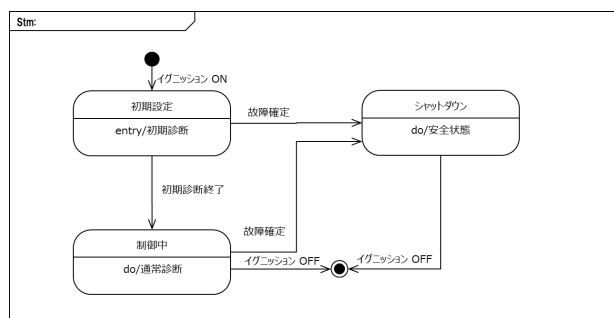 Stm:
イグニッション ON
初期設定
entry/初期診断
故障確定
シャットダウン
do/安全状態
初期診断終了
制御中
do/通常診断
故障確定
イグニッション OFF
イグニッション OFF